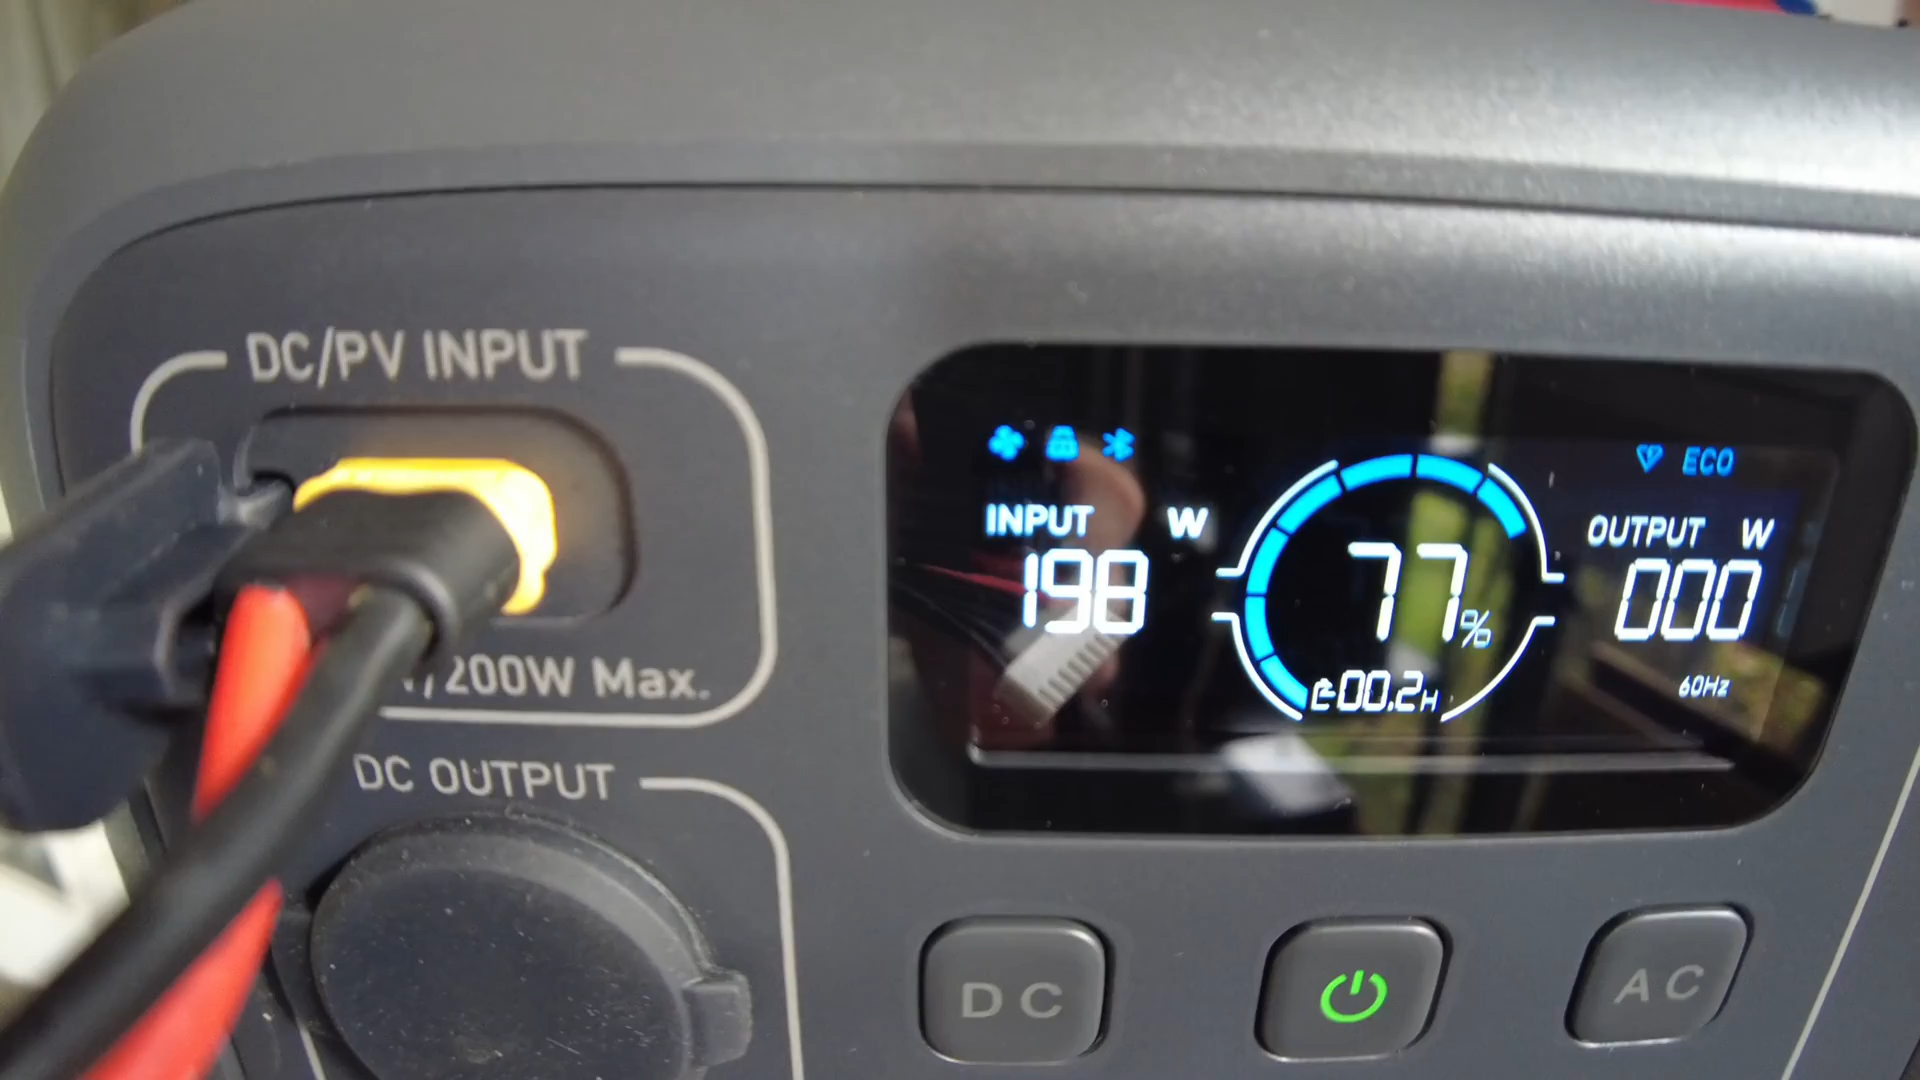 DC/PV INPUT
/200W Max.
DC OUTPUT
ECO
INPUT W
198
77%
00.2H
OUTPUT W
000
60Hz
DC
AC